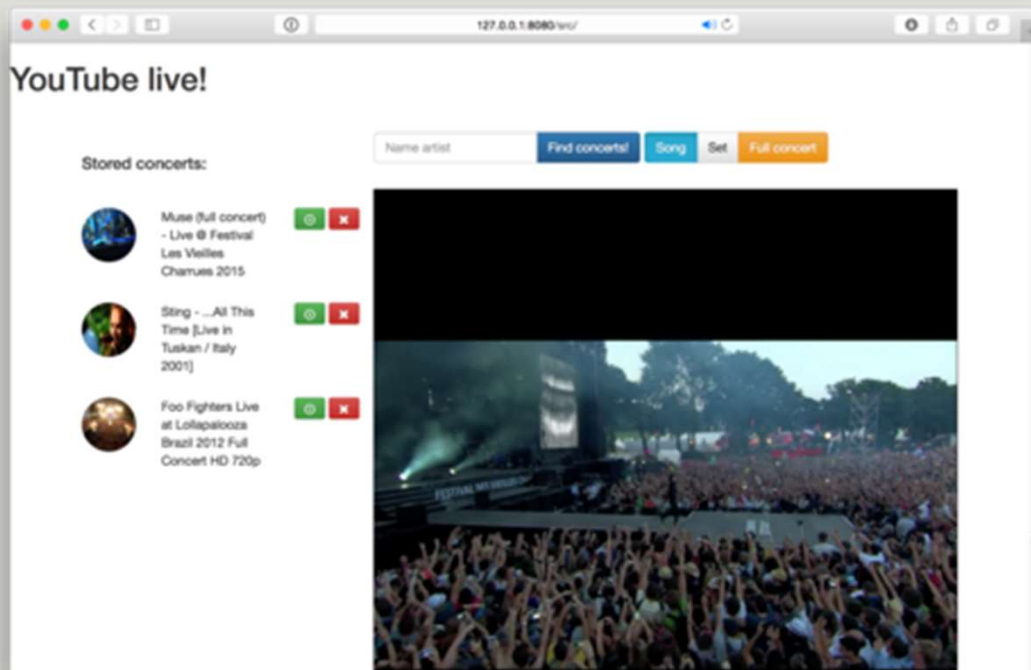 127.0.0.1:8080/src/
YouTube live!
Name artist
Find concerts!
Song
Set
Full concert
Stored concerts:
Muse (full concert)
- Live @ Festival
Les Vieilles
Charrues 2015
Sting - ...All This
Time [Live in
Tuskan / Italy
2001]
Foo Fighters Live
at Lollapalooza
Brazil 2012 Full
Concert HD 720p
FESTIVAL